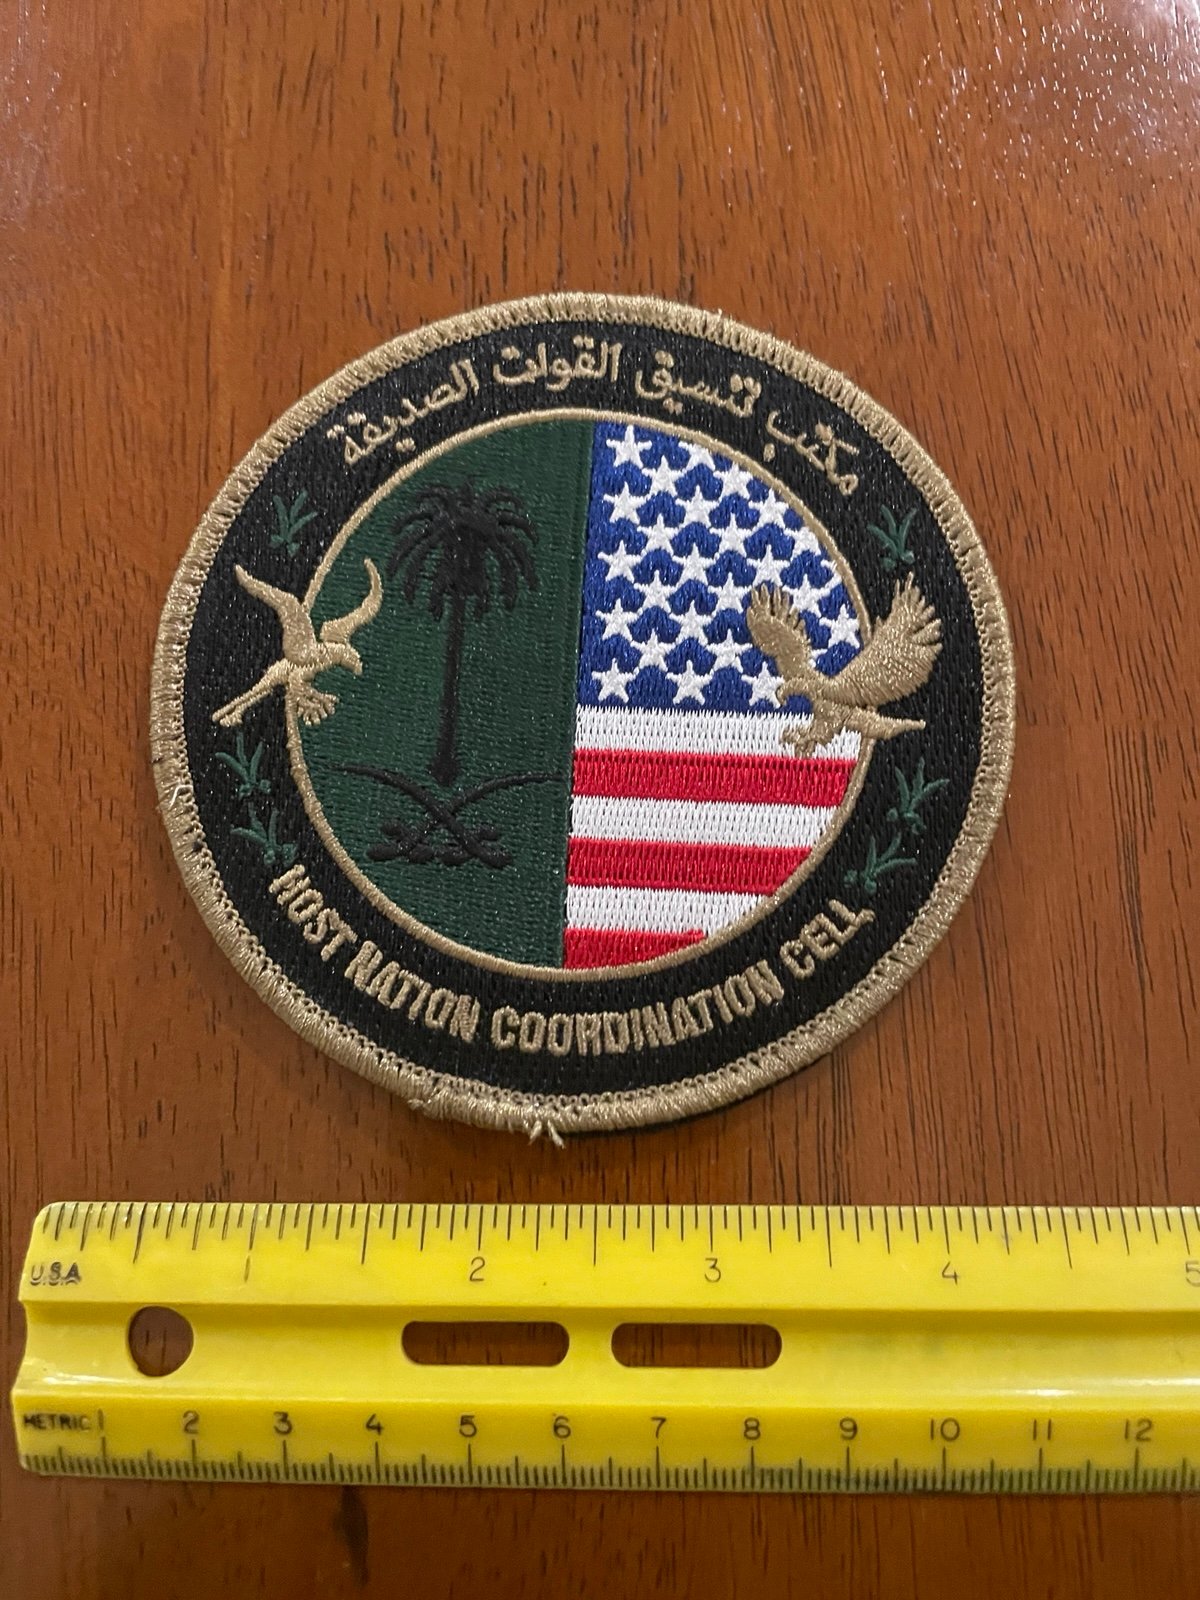 مكتب تنسيق القوات الصديقة
HOST NATION COORDINATION CELL
U.S.A 1 2 3 4 5
METRIC 1 2 3 4 5 6 7 8 9 10 11 12